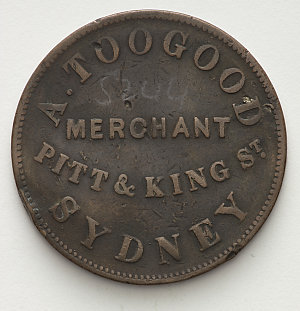 A. TOOGOOD
MERCHANT
PITT & KING ST.
SYDNEY